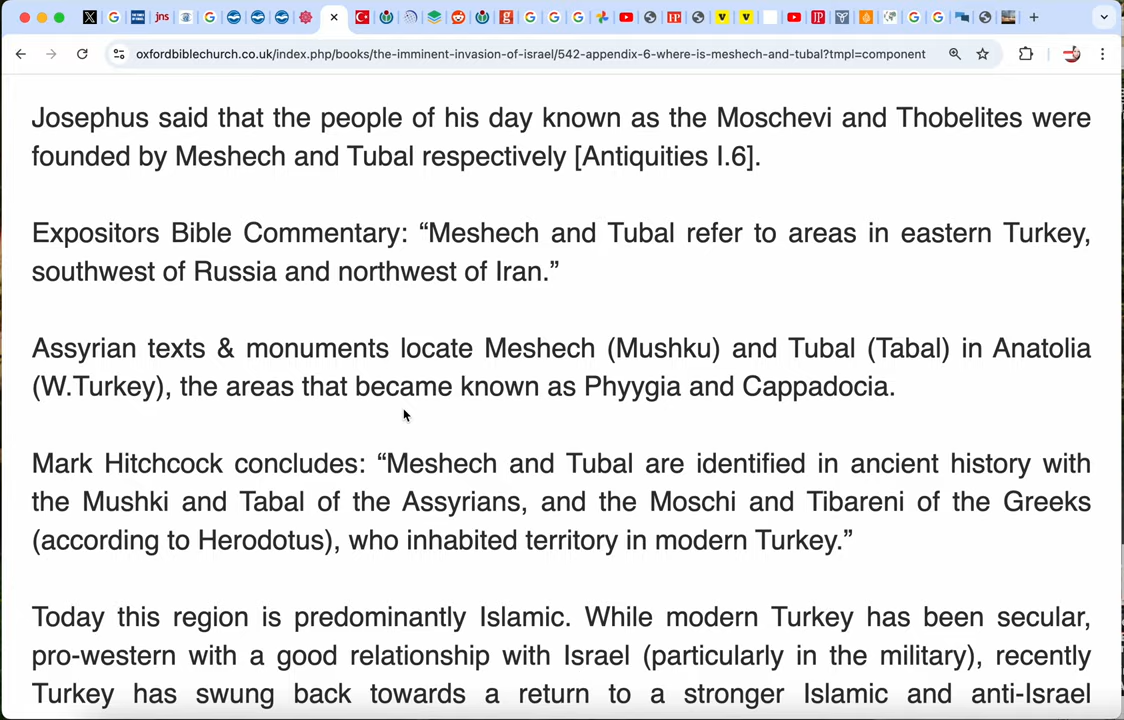 oxfordbiblechurch.co.uk/index.php/books/the-imminent-invasion-of-israel/542-appendix-6-where-is-meshech-and-tubal?tmpl=component
Josephus said that the people of his day known as the Moschevi and Thobelites were
founded by Meshech and Tubal respectively [Antiquities I.6].
Expositors Bible Commentary: “Meshech and Tubal refer to areas in eastern Turkey,
southwest of Russia and northwest of Iran.”
Assyrian texts & monuments locate Meshech (Mushku) and Tubal (Tabal) in Anatolia
(W.Turkey), the areas that became known as Phyygia and Cappadocia.
Mark Hitchcock concludes: “Meshech and Tubal are identified in ancient history with
the Mushki and Tabal of the Assyrians, and the Moschi and Tibareni of the Greeks
(according to Herodotus), who inhabited territory in modern Turkey.”
Today this region is predominantly Islamic. While modern Turkey has been secular,
pro-western with a good relationship with Israel (particularly in the military), recently
Turkey has swung back towards a return to a stronger Islamic and anti-Israel